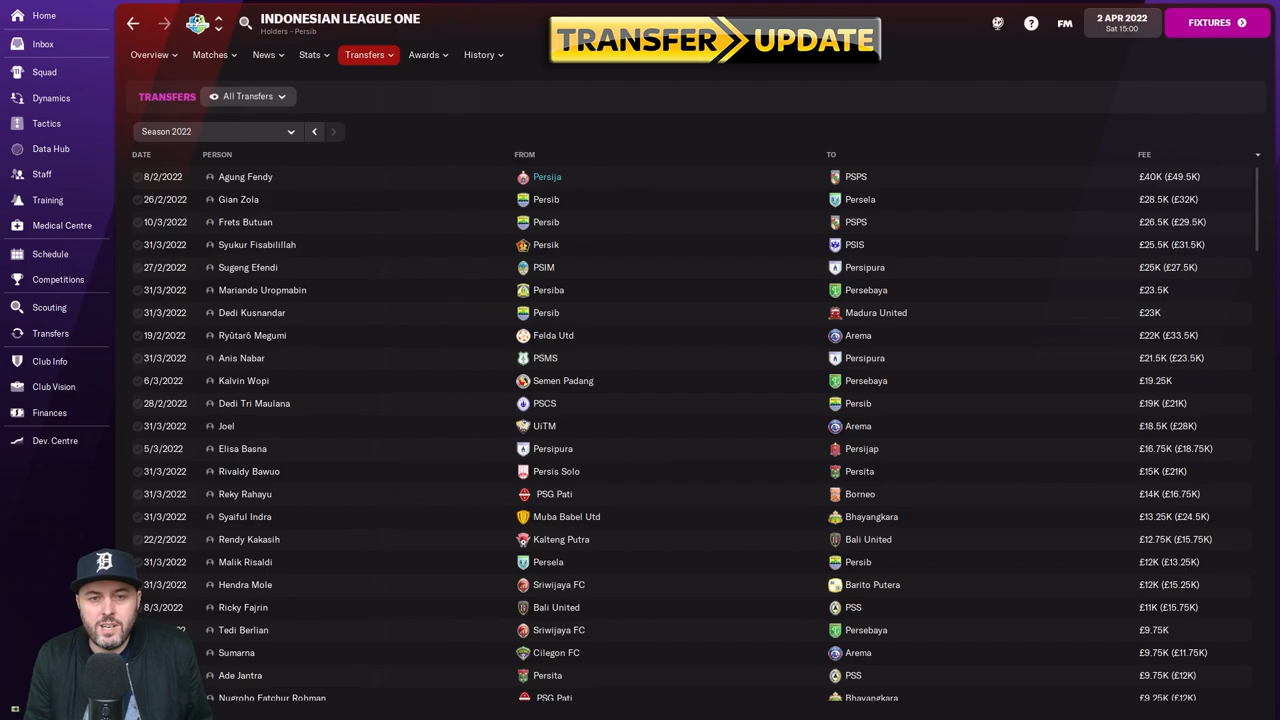 INDONESIAN LEAGUE ONE
Holders - Persib
TRANSFER UPDATE
FM
2 APR 2022
Sat 15:00
FIXTURES
Overview Matches News Stats Transfers Awards History
Home
Inbox
Squad
Dynamics
Tactics
Data Hub
Staff
Training
Medical Centre
Schedule
Competitions
Scouting
Transfers
Club Info
Club Vision
Finances
Dev. Centre
TRANSFERS All Transfers
Season 2022
DATE PERSON FROM TO FEE
8/2/2022 Agung Fendy Persija PSPS £40K (£49.5K)
26/2/2022 Gian Zola Persib Persela £28.5K (£32K)
10/3/2022 Frets Butuan Persib PSPS £26.5K (£29.5K)
31/3/2022 Syukur Fisabilillah Persik PSIS £25.5K (£31.5K)
27/2/2022 Sugeng Efendi PSIM Persipura £25K (£27.5K)
31/3/2022 Mariando Uropmabin Persiba Persebaya £23.5K
31/3/2022 Dedi Kusnandar Persib Madura United £23K
19/2/2022 Ryûtarô Megumi Felda Utd Arema £22K (£33.5K)
31/3/2022 Anis Nabar PSMS Persipura £21.5K (£23.5K)
6/3/2022 Kalvin Wopi Semen Padang Persebaya £19.25K
28/2/2022 Dedi Tri Maulana PSCS Persib £19K (£21K)
31/3/2022 Joel UiTM Arema £18.5K (£28K)
5/3/2022 Elisa Basna Persipura Persijap £16.75K (£18.75K)
31/3/2022 Rivaldy Bawuo Persis Solo Persita £15K (£21K)
31/3/2022 Reky Rahayu PSG Pati Borneo £14K (£16.75K)
31/3/2022 Syaiful Indra Muba Babel Utd Bhayangkara £13.25K (£24.5K)
22/2/2022 Rendy Kakasih Kalteng Putra Bali United £12.75K (£15.75K)
31/3/2022 Malik Risaldi Persela Persib £12K (£13.25K)
31/3/2022 Hendra Mole Sriwijaya FC Barito Putera £12K (£15.25K)
8/3/2022 Ricky Fajrin Bali United PSS £11K (£15.75K)
Tedi Berlian Sriwijaya FC Persebaya £9.75K
Sumarna Cilegon FC Arema £9.75K (£11.75K)
Ade Jantra Persita PSS £9.75K (£12K)
Nugroho Fatchur Rohman PSG Pati Bhayangkara £9.25K (£12K)